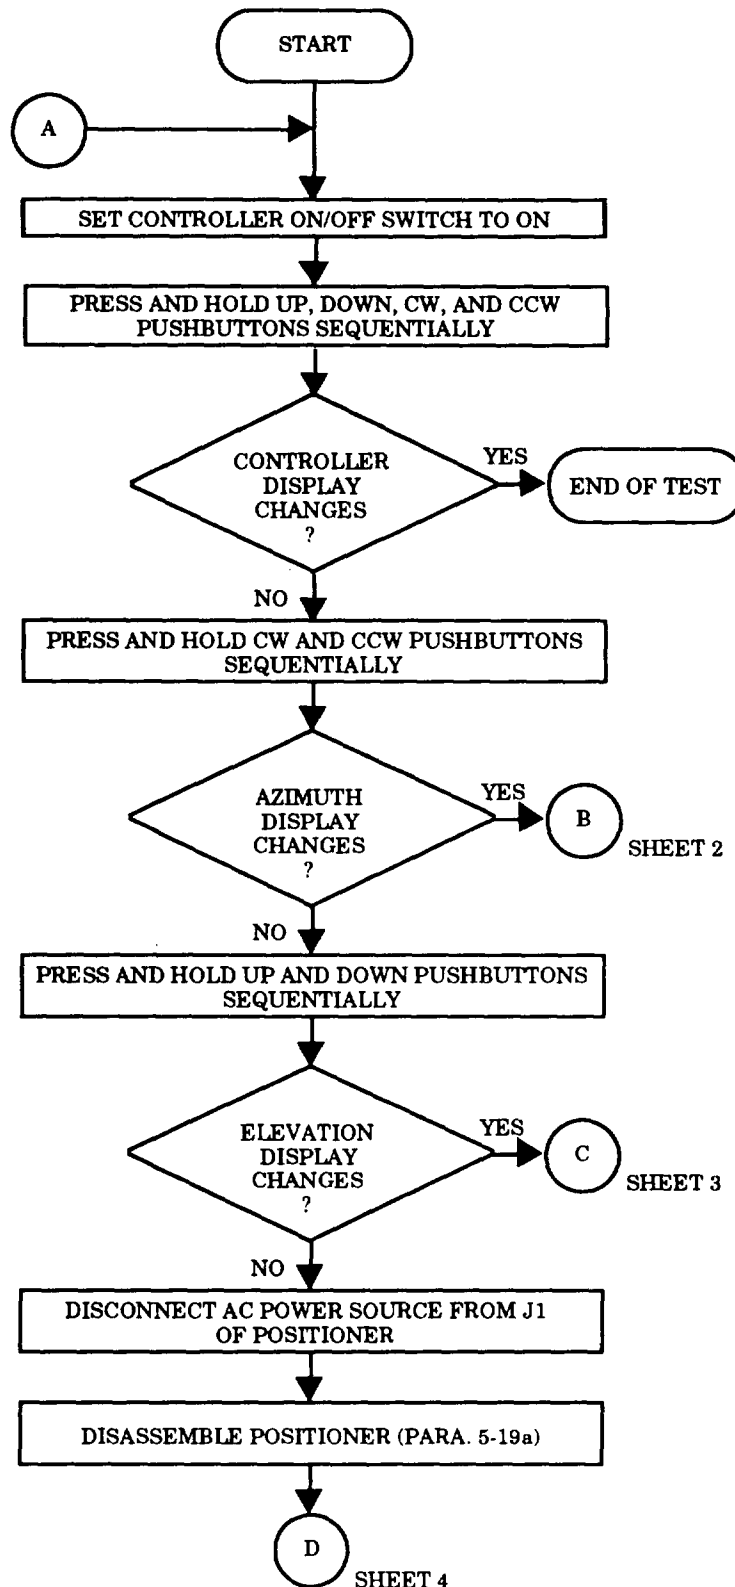 START
A
SET CONTROLLER ON/OFF SWITCH TO ON
PRESS AND HOLD UP, DOWN, CW, AND CCW
PUSHBUTTONS SEQUENTIALLY
CONTROLLER
DISPLAY
CHANGES
?
YES
END OF TEST
NO
PRESS AND HOLD CW AND CCW PUSHBUTTONS
SEQUENTIALLY
AZIMUTH
DISPLAY
CHANGES
?
YES
B
SHEET 2
NO
PRESS AND HOLD UP AND DOWN PUSHBUTTONS
SEQUENTIALLY
ELEVATION
DISPLAY
CHANGES
?
YES
C
SHEET 3
NO
DISCONNECT AC POWER SOURCE FROM J1
OF POSITIONER
DISASSEMBLE POSITIONER (PARA. 5-19a)
D
SHEET 4